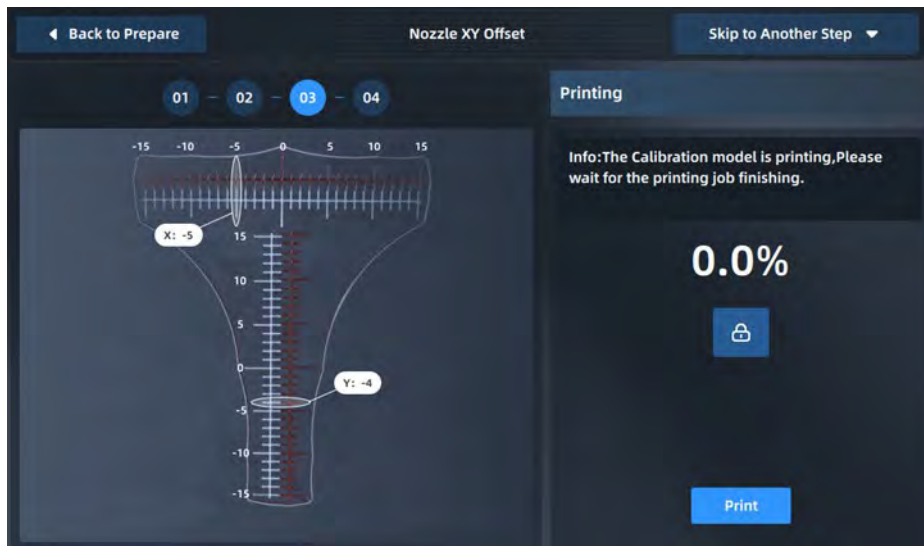 Back to Prepare
Nozzle XY Offset
Skip to Another Step
01
02
03
04
Printing
-15 -10 -5 0 5 10 15
Info:The Calibration model is printing,Please
wait for the printing job finishing.
X: -5
15
10
5
0
Y: -4
-5
-10
-15
0.0%
Print